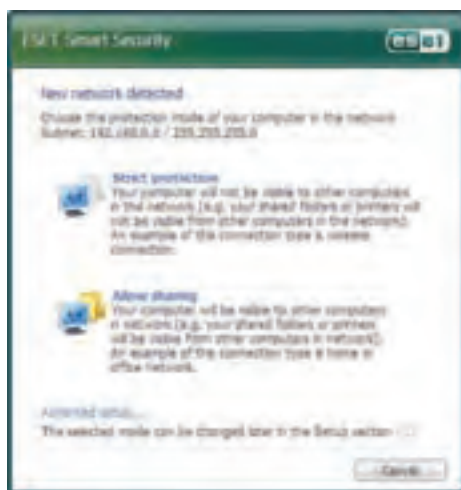 ESET Smart Security
eset
New network detected
Choose the protection mode of your computer in the network
Subnet: 192.168.0.0 / 255.255.255.0
Strict protection
Your computer will not be visible to other computers
in the network (e.g. your shared folders or printers will
not be visible from other computers in the network).
An example of the connection type is wireless
connection.
Allow sharing
Your computer will be visible to other computers
in network (e.g. your shared folders or printers
will be visible from other computers in network).
An example of the connection type is home or
office network.
Advanced setup...
The selected mode can be changed later in the Setup section
Cancel